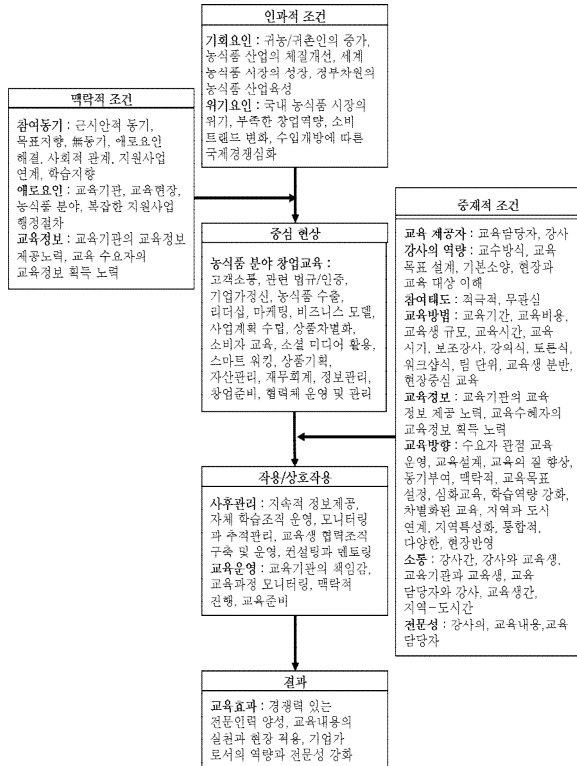 인과적 조건
기회요인 : 귀농/귀촌인의 증가,
농식품 산업의 체질개선, 세계
농식품 시장의 성장, 정부차원의
농식품 산업육성
위기요인 : 국내 농식품 시장의
위기, 부족한 창업역량, 소비
트랜드 변화, 수입개방에 따른
국제경쟁심화
맥락적 조건
참여동기 : 근시안적 동기,
목표지향, 無동기, 애로요인
해결, 사회적 관계, 지원사업
연계, 학습지향
애로요인 : 교육기관, 교육현장,
농식품 분야, 복잡한 지원사업
행정절차
교육정보 : 교육기관의 교육정보
제공노력, 교육 수요자의
교육정보 획득 노력
중심 현상
농식품 분야 창업교육 :
고객소통, 관련 법규/인증,
기업가정신, 농식품 수출,
리더십, 마케팅, 비즈니스 모델,
사업계획 수립, 상품차별화,
소비자 교육, 소셜 미디어 활용,
스마트 워킹, 상품기획,
자산관리, 재무회계, 정보관리,
창업준비, 협력체 운영 및 관리
중재적 조건
교육 제공자 : 교육담당자, 강사
강사의 역량 : 교수방식, 교육
목표 설계, 기본소양, 현장과
교육 대상 이해
참여태도 : 적극적, 무관심
교육방법 : 교육기간, 교육비용,
교육생 규모, 교육시간, 교육
시기, 보조강사, 강의식, 토론식,
워크샵식, 팀 단위, 교육생 분반,
현장중심 교육
교육정보 : 교육기관의 교육
정보 제공 노력, 교육수혜자의
교육정보 획득 노력
교육방향 : 수요자 관점 교육
운영, 교육설계, 교육의 질 향상,
동기부여, 맥락적, 교육목표
설정, 심화교육, 학습역량 강화,
차별화된 교육, 지역과 도시
연계, 지역특성화, 통합적,
다양한, 현장반영
소통 : 강사간, 강사와 교육생,
교육기관과 교육생, 교육
담당자와 강사, 교육생간,
지역-도시간
전문성 : 강사의, 교육내용,교육
담당자
작용/상호작용
사후관리 : 지속적 정보제공,
자체 학습조직 운영, 모니터링
과 추적관리, 교육생 협력조직
구축 및 운영, 컨설팅과 멘토링
교육운영 : 교육기관의 책임감,
교육과정 모니터링, 맥락적
진행, 교육준비
결과
교육효과 : 경쟁력 있는
전문인력 양성, 교육내용의
실천과 현장 적용, 기업가
로서의 역량과 전문성 강화